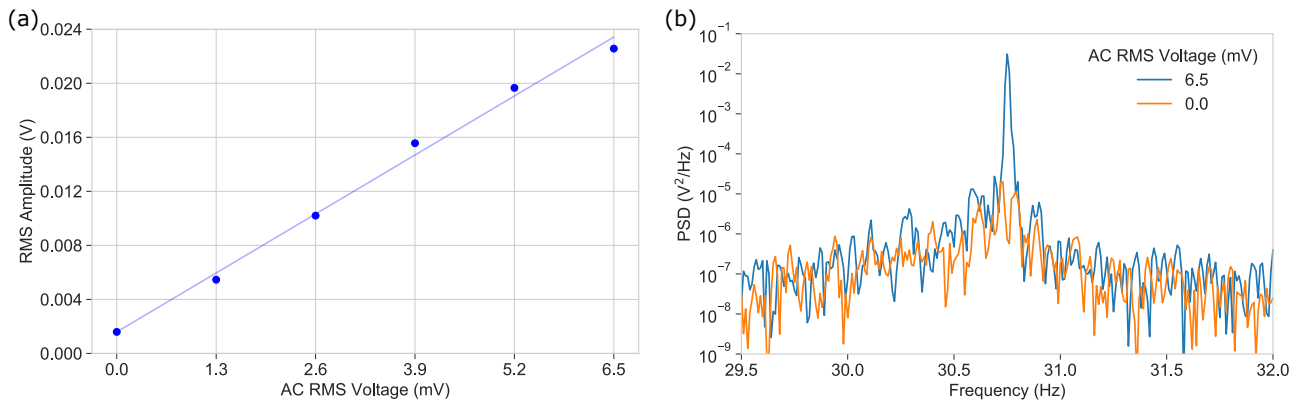 (a)
0.024
0.020
0.016
0.012
0.008
0.004
0.000
RMS Amplitude (V)
0.0 1.3 2.6 3.9 5.2 6.5
AC RMS Voltage (mV)
(b)
10⁻¹
10⁻²
10⁻³
10⁻⁴
10⁻⁵
10⁻⁶
10⁻⁷
10⁻⁸
10⁻⁹
PSD (V²/Hz)
AC RMS Voltage (mV)
6.5
0.0
29.5 30.0 30.5 31.0 31.5 32.0
Frequency (Hz)